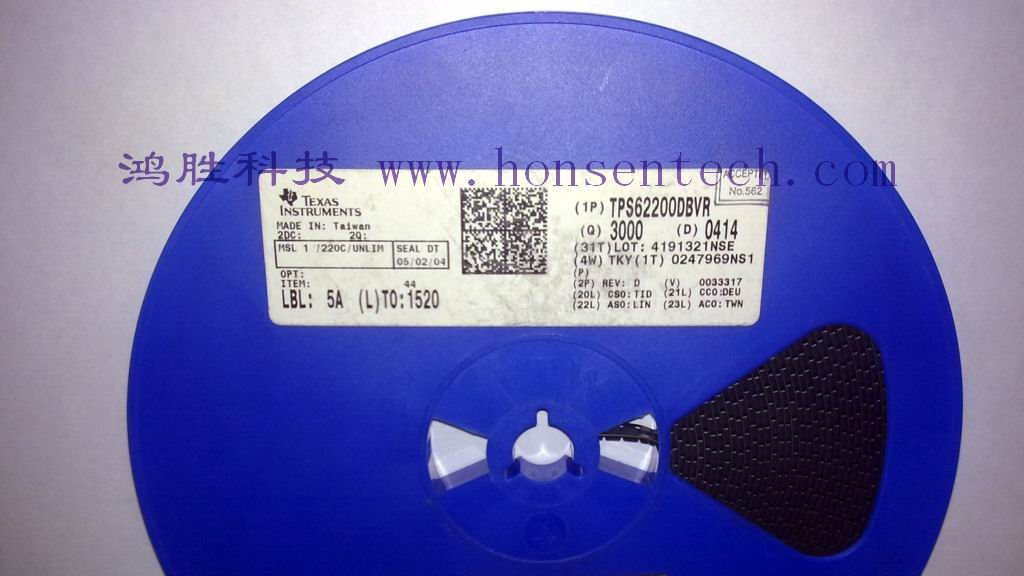 鸿胜科技 www.honsentech.com
TEXAS
INSTRUMENTS
MADE IN: Taiwan
2DC: 2Q:
MSL 1 /220C/UNLIM
SEAL DT
05/02/04
OPT:
ITEM: 44
LBL: 5A (L)TO:1520
ACCEPTN
No.562
(1P) TPS62200DBVR
(Q) 3000 (D) 0414
(31T)LOT: 4191321NSE
(4W) TKY(1T) 0247969NS1
(P)
(2P) REV: D (V) 0033317
(20L) CSO:TID (21L) CCO:DEU
(22L) ASO:LIN (23L) ACO:TWN